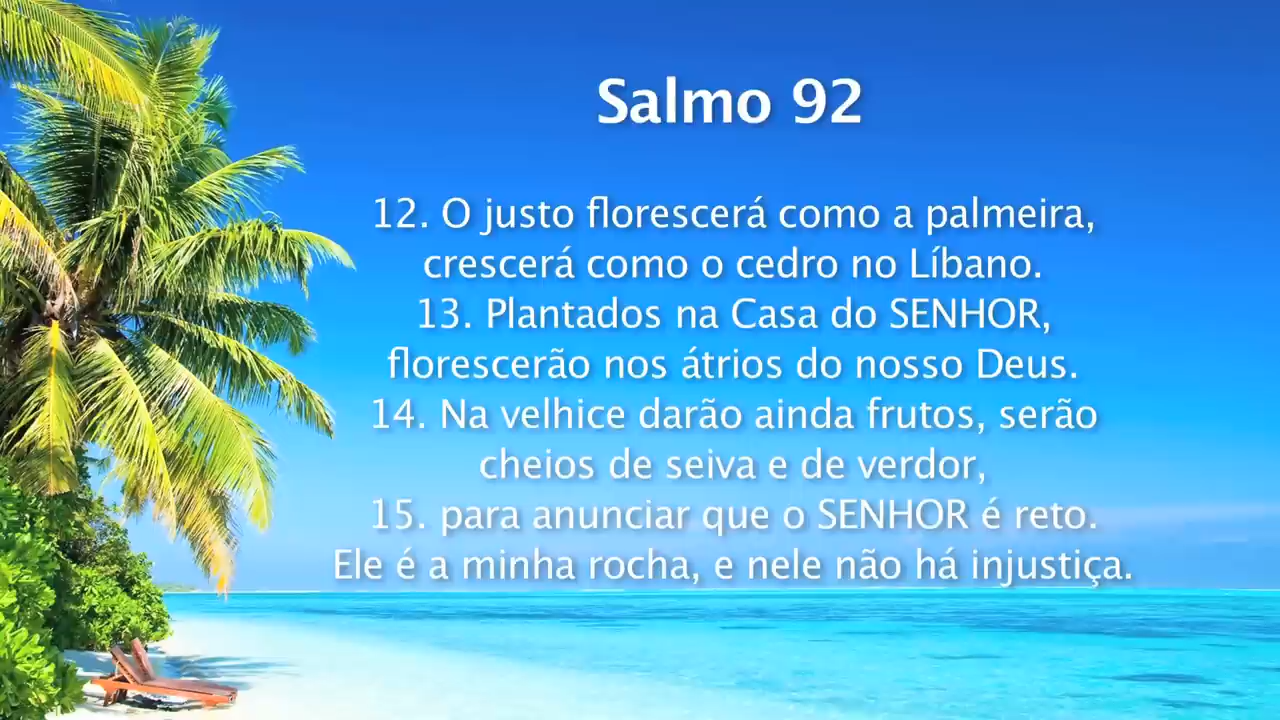 Salmo 92
12. O justo florescerá como a palmeira,
crescerá como o cedro no Líbano.
13. Plantados na Casa do SENHOR,
florescerão nos átrios do nosso Deus.
14. Na velhice darão ainda frutos, serão
cheios de seiva e de verdor,
15. para anunciar que o SENHOR é reto.
Ele é a minha rocha, e nele não há injustiça.